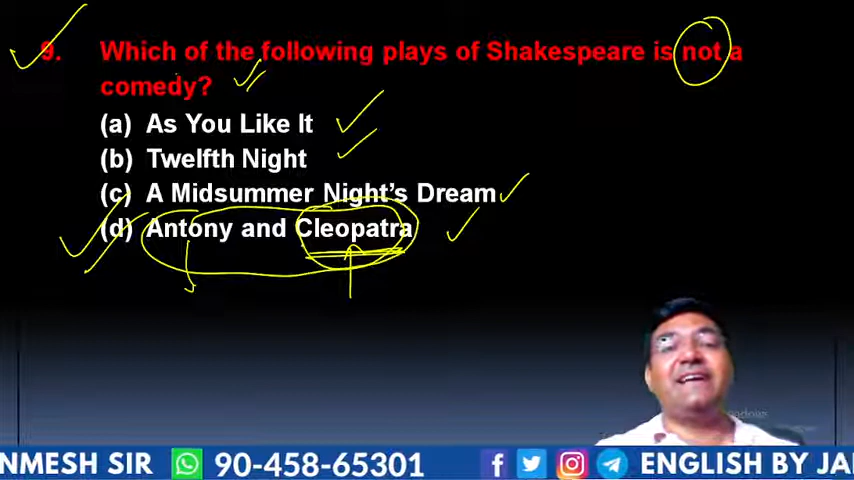 9. Which of the following plays of Shakespeare is not a
comedy?
(a) As You Like It
(b) Twelfth Night
(c) A Midsummer Night's Dream
(d) Antony and Cleopatra
NMESH SIR 90-458-65301 ENGLISH BY JA